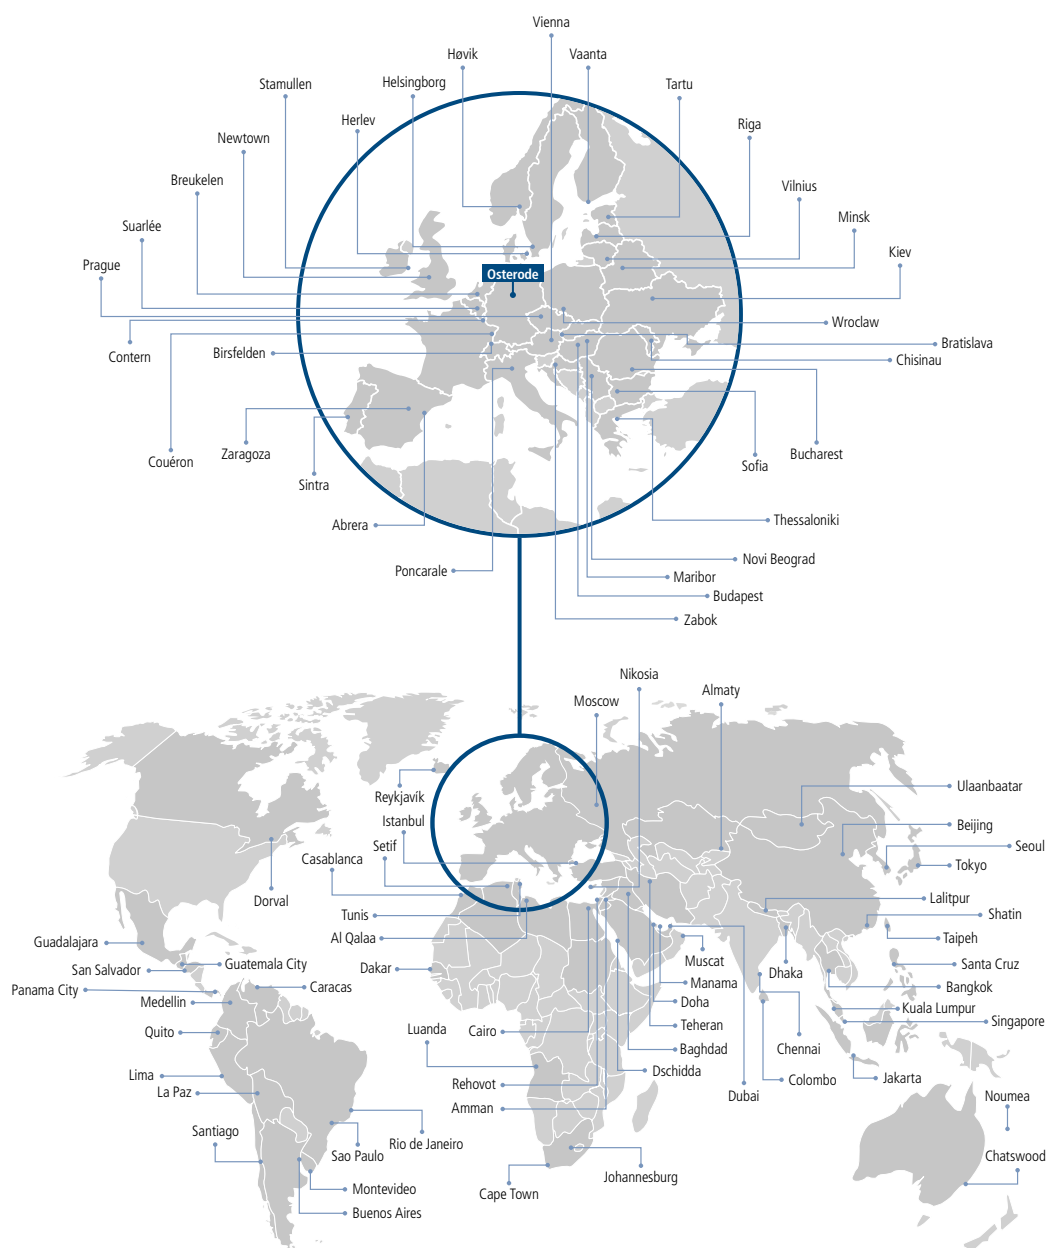 Vienna
Høvik
Vaanta
Stamullen
Helsingborg
Tartu
Herlev
Riga
Newtown
Breukelen
Vilnius
Suarlée
Minsk
Prague
Kiev
Osterode
Wroclaw
Contern
Birsfelden
Bratislava
Chisinau
Couéron
Zaragoza
Sofia
Bucharest
Sintra
Abrera
Thessaloniki
Poncarale
Novi Beograd
Maribor
Budapest
Zabok
Nikosia
Almaty
Moscow
Reykjavík
Ulaanbaatar
Istanbul
Beijing
Setif
Seoul
Casablanca
Tokyo
Dorval
Lalitpur
Tunis
Shatin
Al Qalaa
Taipeh
Guadalajara
Guatemala City
Muscat
Santa Cruz
San Salvador
Dakar
Dhaka
Panama City
Caracas
Manama
Bangkok
Medellin
Doha
Kuala Lumpur
Quito
Luanda
Cairo
Teheran
Singapore
Baghdad
Chennai
Lima
Dschidda
Colombo
Jakarta
La Paz
Rehovot
Dubai
Noumea
Amman
Santiago
Rio de Janeiro
Sao Paulo
Chatswood
Johannesburg
Montevideo
Cape Town
Buenos Aires